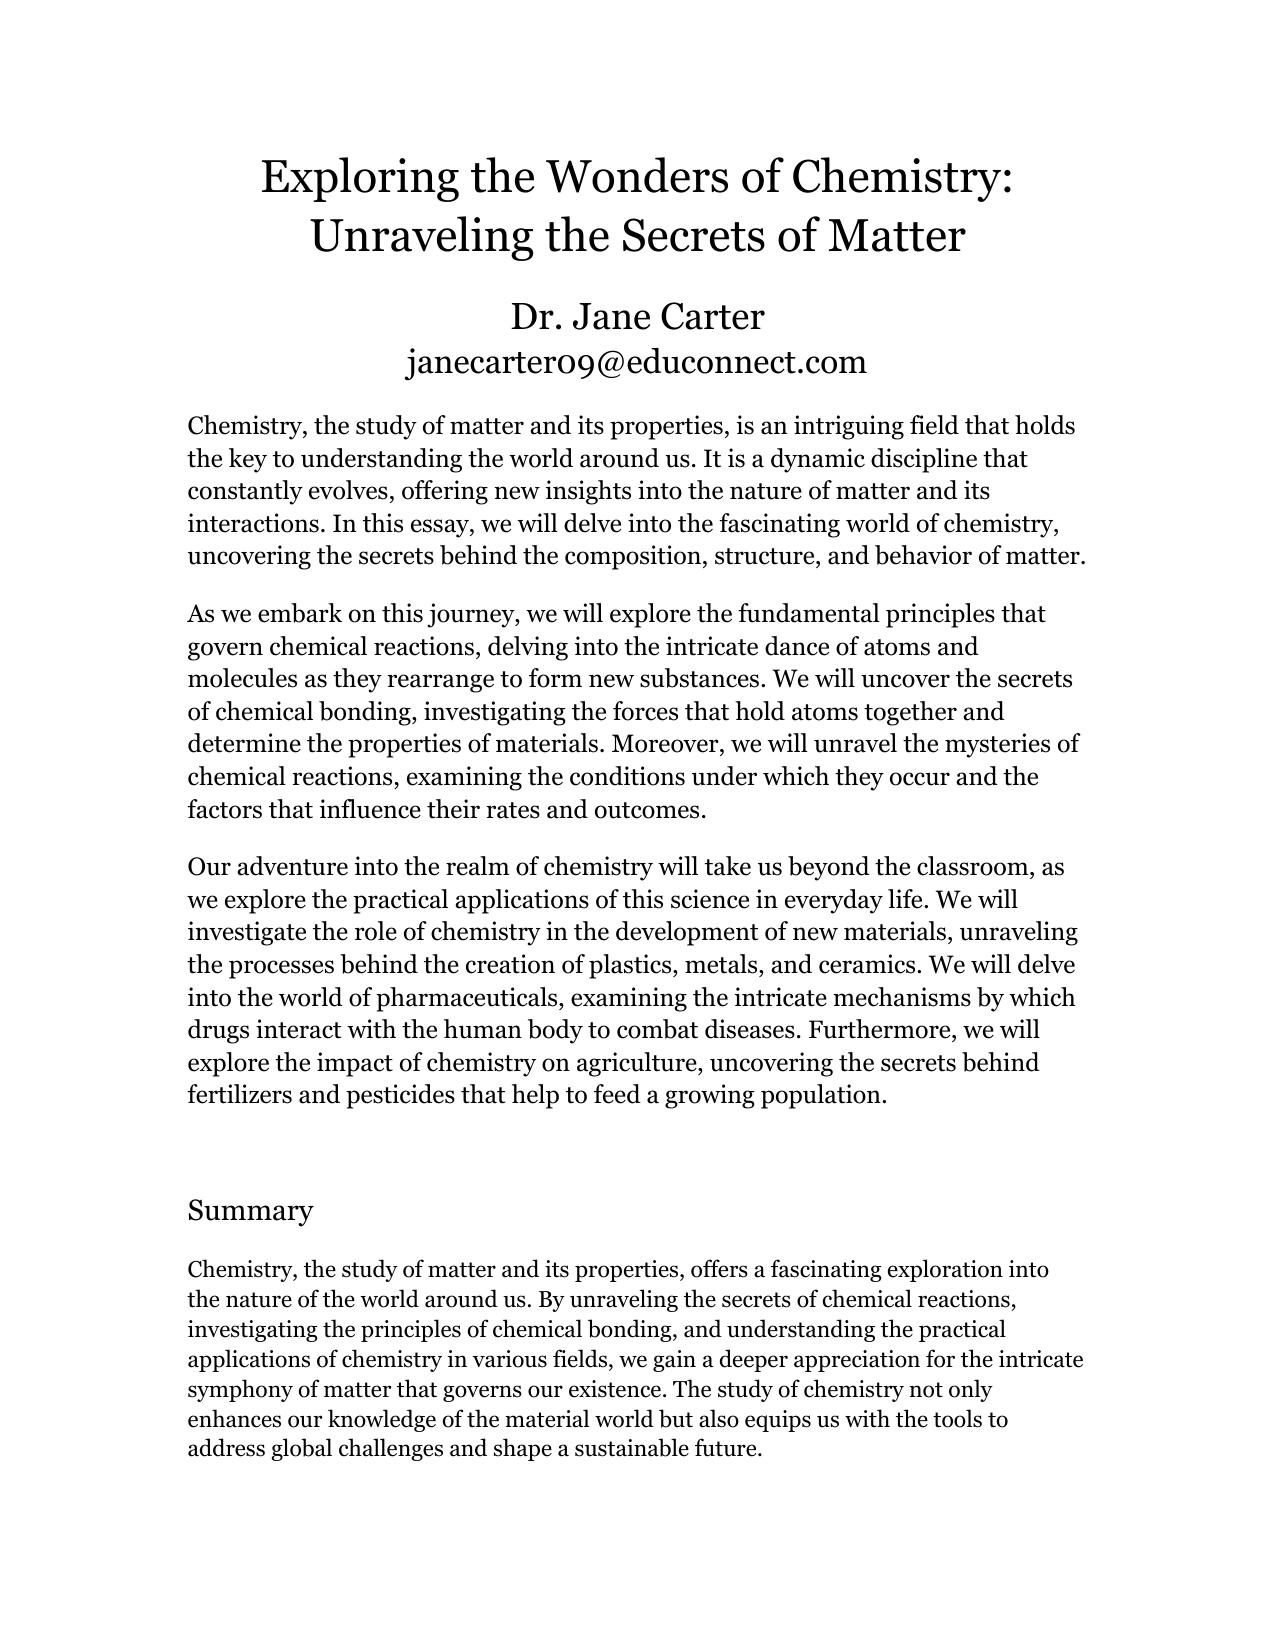 Exploring the Wonders of Chemistry:
Unraveling the Secrets of Matter
Dr. Jane Carter
janecarter09@educonnect.com
Chemistry, the study of matter and its properties, is an intriguing field that holds
the key to understanding the world around us. It is a dynamic discipline that
constantly evolves, offering new insights into the nature of matter and its
interactions. In this essay, we will delve into the fascinating world of chemistry,
uncovering the secrets behind the composition, structure, and behavior of matter.
As we embark on this journey, we will explore the fundamental principles that
govern chemical reactions, delving into the intricate dance of atoms and
molecules as they rearrange to form new substances. We will uncover the secrets
of chemical bonding, investigating the forces that hold atoms together and
determine the properties of materials. Moreover, we will unravel the mysteries of
chemical reactions, examining the conditions under which they occur and the
factors that influence their rates and outcomes.
Our adventure into the realm of chemistry will take us beyond the classroom, as
we explore the practical applications of this science in everyday life. We will
investigate the role of chemistry in the development of new materials, unraveling
the processes behind the creation of plastics, metals, and ceramics. We will delve
into the world of pharmaceuticals, examining the intricate mechanisms by which
drugs interact with the human body to combat diseases. Furthermore, we will
explore the impact of chemistry on agriculture, uncovering the secrets behind
fertilizers and pesticides that help to feed a growing population.
Summary
Chemistry, the study of matter and its properties, offers a fascinating exploration into
the nature of the world around us. By unraveling the secrets of chemical reactions,
investigating the principles of chemical bonding, and understanding the practical
applications of chemistry in various fields, we gain a deeper appreciation for the intricate
symphony of matter that governs our existence. The study of chemistry not only
enhances our knowledge of the material world but also equips us with the tools to
address global challenges and shape a sustainable future.